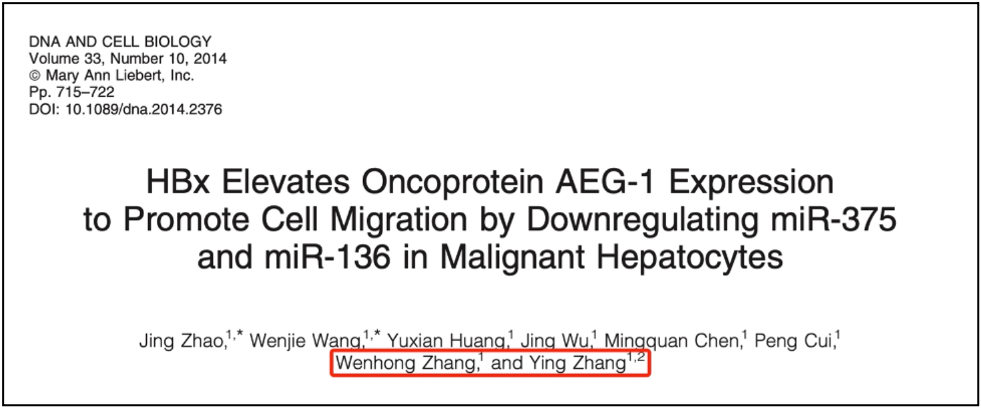 DNA AND CELL BIOLOGY
Volume 33, Number 10, 2014
© Mary Ann Liebert, Inc.
Pp. 715–722
DOI: 10.1089/dna.2014.2376
HBx Elevates Oncoprotein AEG-1 Expression
to Promote Cell Migration by Downregulating miR-375
and miR-136 in Malignant Hepatocytes
Jing Zhao,1,* Wenjie Wang,1,* Yuxian Huang,1 Jing Wu,1 Mingquan Chen,1 Peng Cui,1
Wenhong Zhang,1 and Ying Zhang1,2